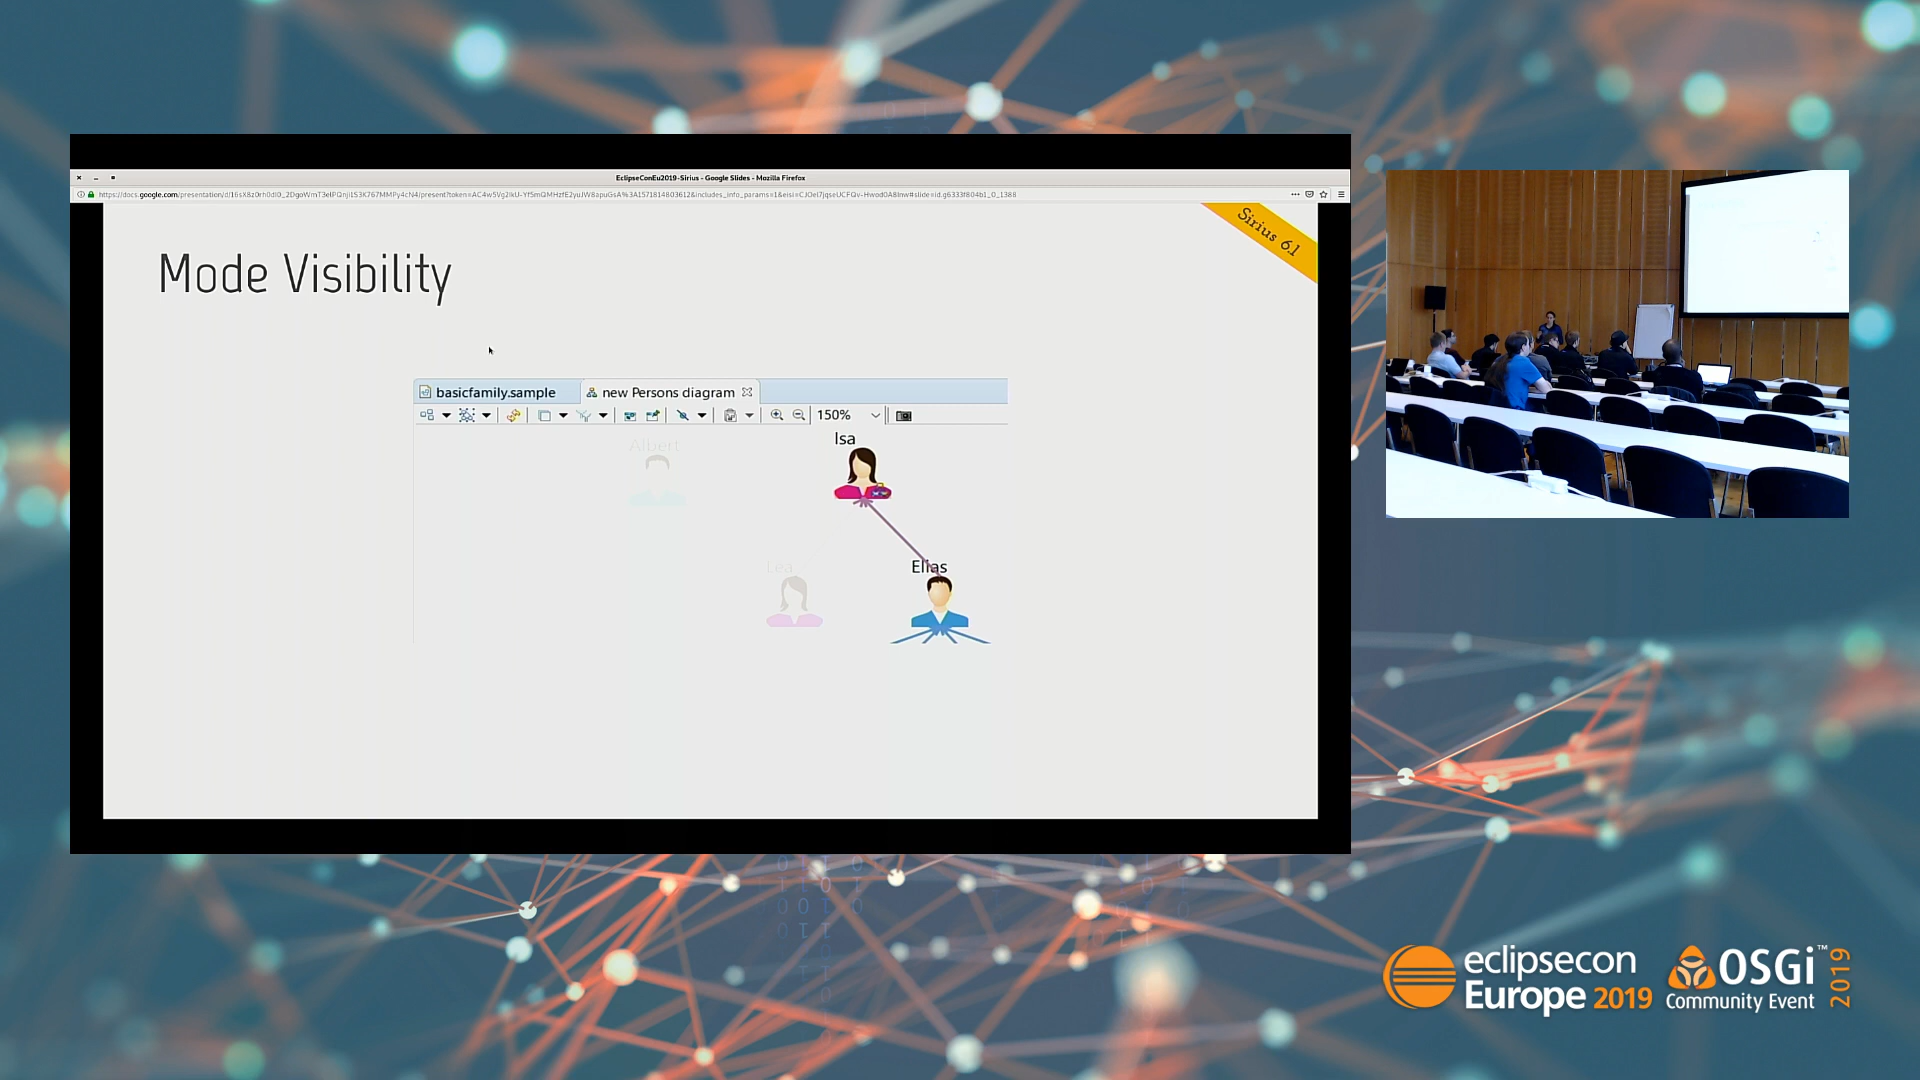 EclipseConEu2019-Sirius - Google Slides - Mozilla Firefox
Sirius 6.1
Mode Visibility
basicfamily.sample
new Persons diagram
150%
Albert
Isa
Lea
Elias
eclipsecon
Europe 2019
OSGi™
Community Event
2019